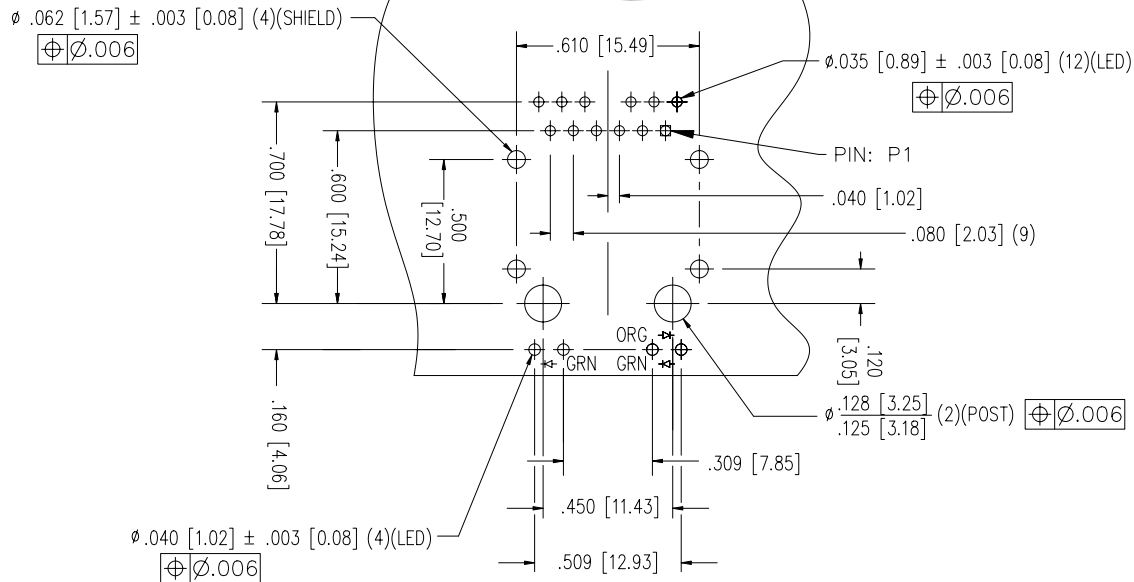 ø .062 [1.57] ± .003 [0.08] (4)(SHIELD)
⌖ Ø.006
.610 [15.49]
ø.035 [0.89] ± .003 [0.08] (12)(LED)
⌖ Ø.006
PIN: P1
.700 [17.78]
.600 [15.24]
.500
[12.70]
.040 [1.02]
.080 [2.03] (9)
ORG
GRN
GRN
.120
[3.05]
.160 [4.06]
ø .128 [3.25]
.125 [3.18] (2)(POST) ⌖ Ø.006
.309 [7.85]
.450 [11.43]
ø.040 [1.02] ± .003 [0.08] (4)(LED)
⌖ Ø.006
.509 [12.93]